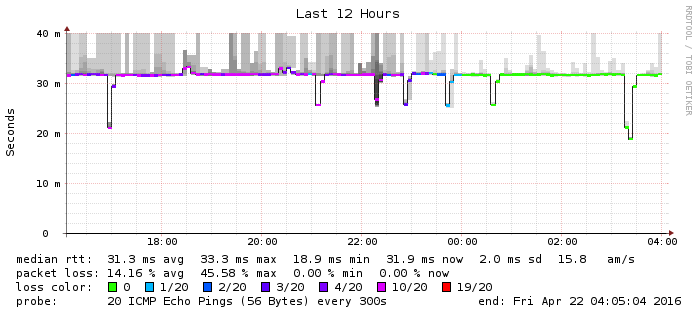 Last 12 Hours
RRDTOOL / TOBI OETIKER
Seconds
40 m
30 m
20 m
10 m
0
18:00 20:00 22:00 00:00 02:00 04:00
median rtt: 31.3 ms avg 33.3 ms max 18.9 ms min 31.9 ms now 2.0 ms sd 15.8 am/s
packet loss: 14.16 % avg 45.58 % max 0.00 % min 0.00 % now
loss color: 0 1/20 2/20 3/20 4/20 10/20 19/20
probe: 20 ICMP Echo Pings (56 Bytes) every 300s end: Fri Apr 22 04:05:04 2016